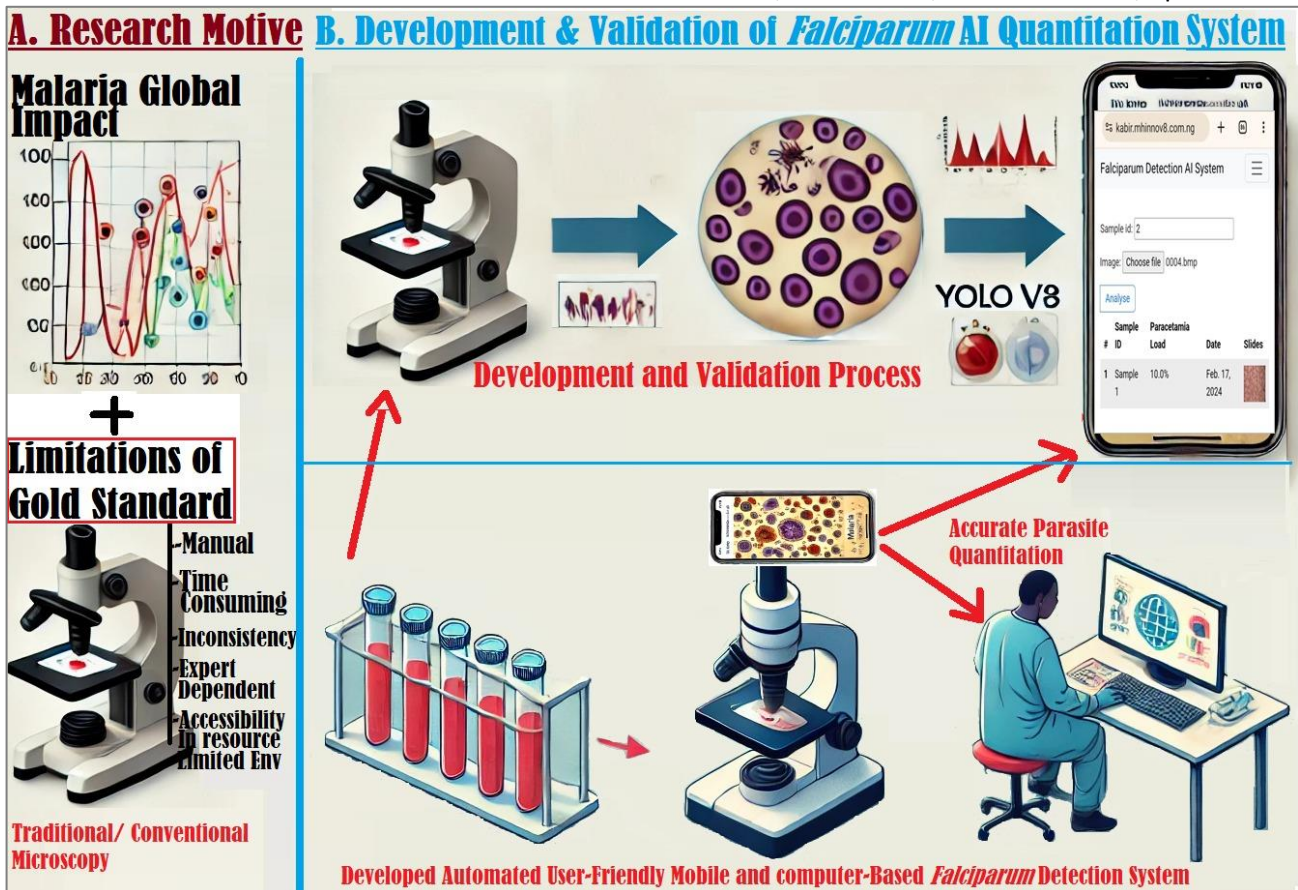 A. Research Motive
Malaria Global
Impact
+
Limitations of
Gold Standard
-Manual
-Time
Consuming
-Inconsistency
-Expert
Dependent
-Accessibility
In resource
Limited Env
Traditional/ Conventional
Microscopy
B. Development & Validation of Falciparum AI Quantitation System
YOLO V8
Development and Validation Process
kabir.mhinnov8.com.ng
Falciparum Detection AI System
Sample id: 2
Image: Choose file 0004.bmp
Analyse
# Sample ID Paracetamia Load Date Slides
1 Sample 1 10.0% Feb. 17, 2024
Malaria
Accurate Parasite
Quantitation
Developed Automated User-Friendly Mobile and computer-Based Falciparum Detection System